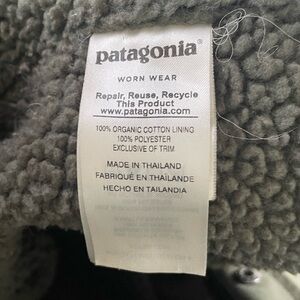 patagonia®
WORN WEAR
Repair, Reuse, Recycle
This Product
www.patagonia.com
100% ORGANIC COTTON LINING
100% POLYESTER
EXCLUSIVE OF TRIM
MADE IN THAILAND
FABRIQUÉ EN THAÏLANDE
HECHO EN TAILANDIA